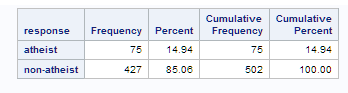 Cumulative Cumulative
response Frequency Percent Frequency Percent
atheist 75 14.94 75 14.94
non-atheist 427 85.06 502 100.00